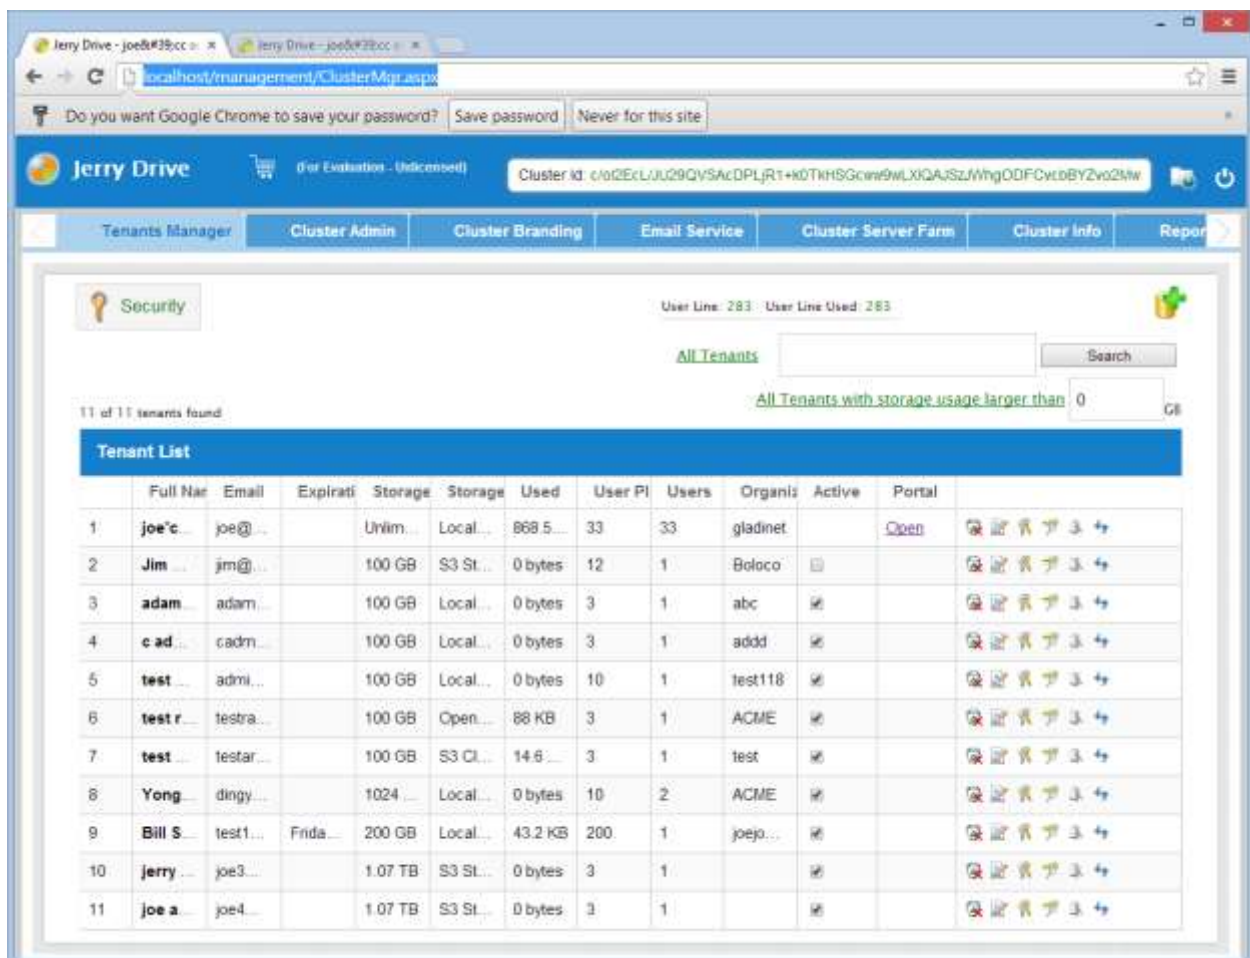 Jerry Drive - joe&#39;cc
Jerry Drive - joe&#39;cc
localhost/management/ClusterMgr.aspx
Do you want Google Chrome to save your password? Save password Never for this site
Jerry Drive (For Evaluation - Unlicensed) Cluster Id:
Tenants Manager Cluster Admin Cluster Branding Email Service Cluster Server Farm Cluster Info Repor
Security User Line: 283 User Line Used: 283
All Tenants Search
All Tenants with storage usage larger than 0 GB
11 of 11 tenants found
Tenant List
Full Nar Email Expirati Storage Storage Used User Pl Users Organiz Active Portal
1 joe'c... joe@... Unlim... Local... 868.5... 33 33 gladinet Open
2 Jim ... jim@... 100 GB S3 St... 0 bytes 12 1 Boloco
3 adam... adam... 100 GB Local... 0 bytes 3 1 abc
4 c ad... cadm... 100 GB Local... 0 bytes 3 1 addd
5 test ... admi... 100 GB Local... 0 bytes 10 1 test118
6 test r... testra... 100 GB Open... 88 KB 3 1 ACME
7 test ... testar... 100 GB S3 Cl... 14.6 ... 3 1 test
8 Yong... dingy... 1024 ... Local... 0 bytes 10 2 ACME
9 Bill S... test1... Frida... 200 GB Local... 43.2 KB 200 1 joejo...
10 jerry ... joe3... 1.07 TB S3 St... 0 bytes 3 1
11 joe a... joe4... 1.07 TB S3 St... 0 bytes 3 1